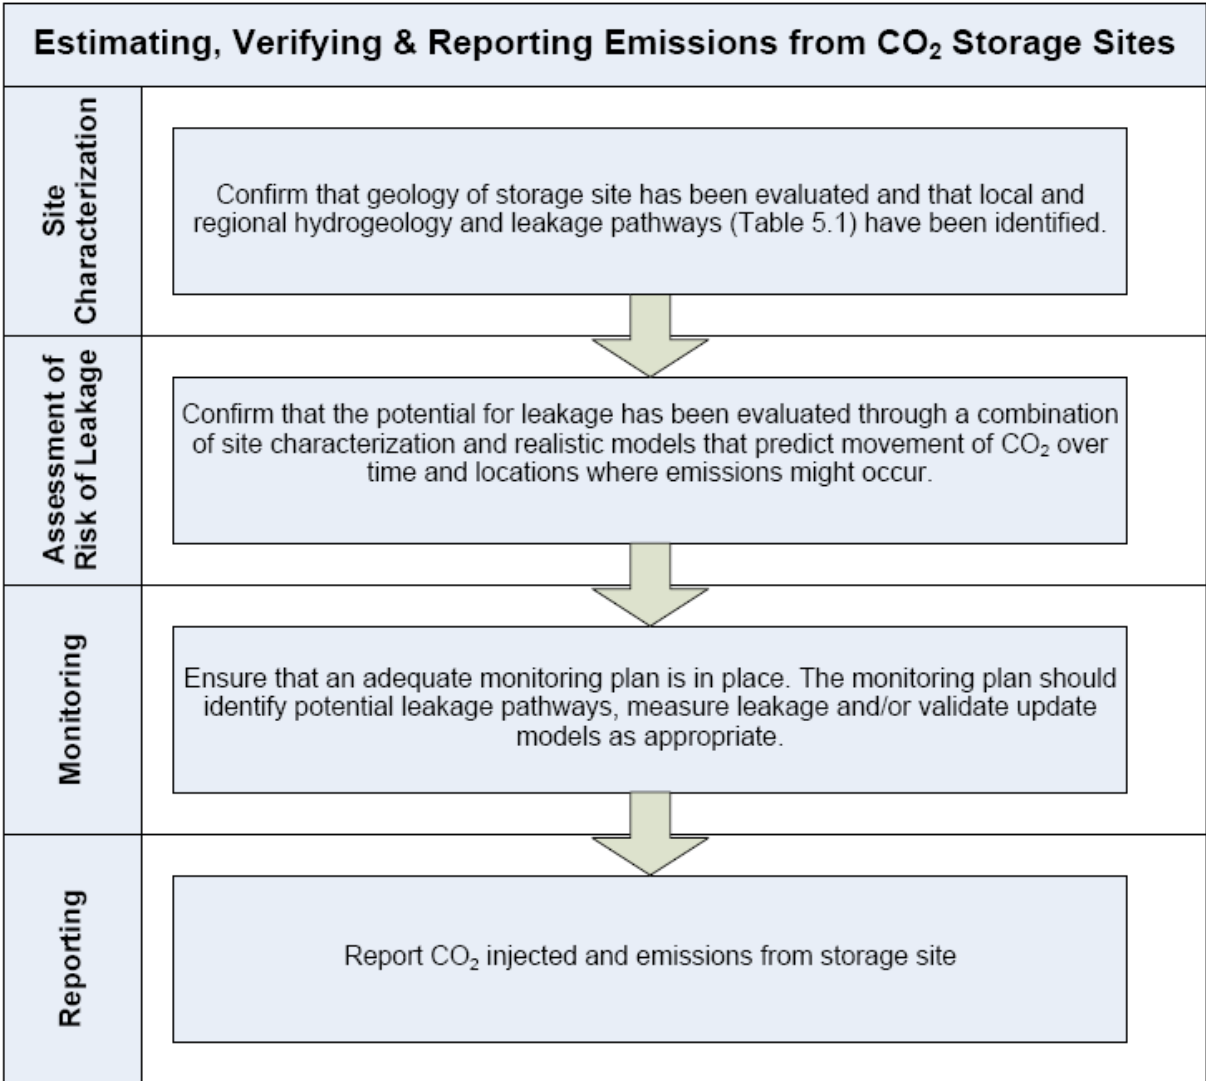 Estimating, Verifying & Reporting Emissions from CO₂ Storage Sites
Site
Characterization
Confirm that geology of storage site has been evaluated and that local and
regional hydrogeology and leakage pathways (Table 5.1) have been identified.
Assessment of
Risk of Leakage
Confirm that the potential for leakage has been evaluated through a combination
of site characterization and realistic models that predict movement of CO₂ over
time and locations where emissions might occur.
Monitoring
Ensure that an adequate monitoring plan is in place. The monitoring plan should
identify potential leakage pathways, measure leakage and/or validate update
models as appropriate.
Reporting
Report CO₂ injected and emissions from storage site